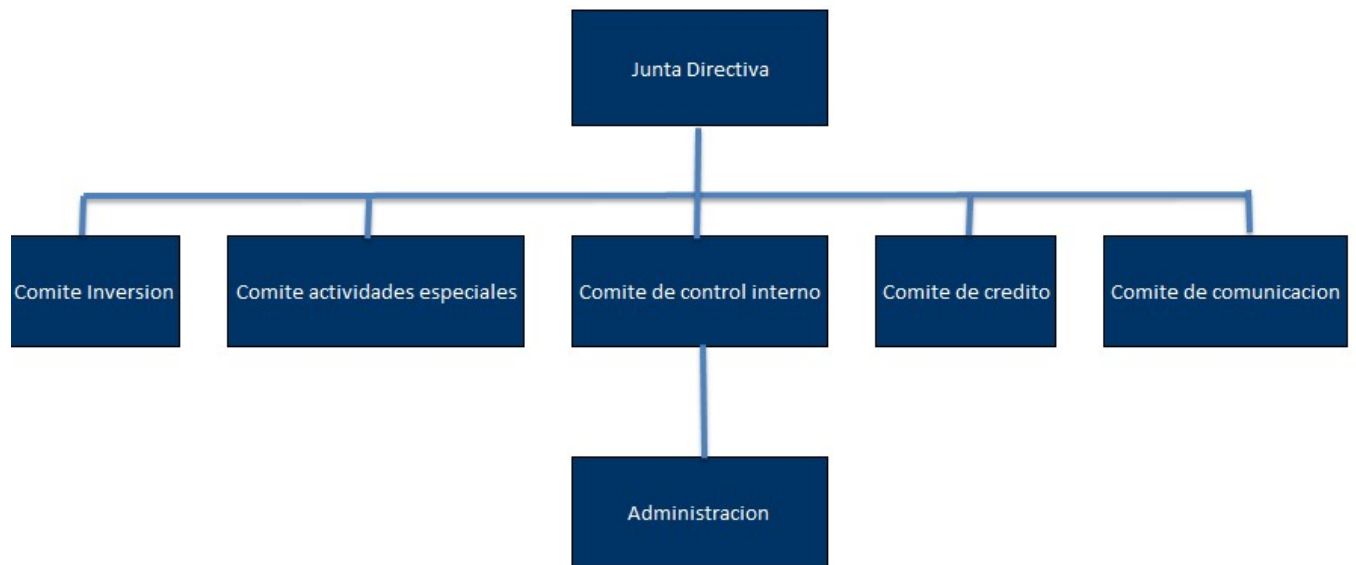 Junta Directiva
Comite Inversion
Comite actividades especiales
Comite de control interno
Comite de credito
Comite de comunicacion
Administracion